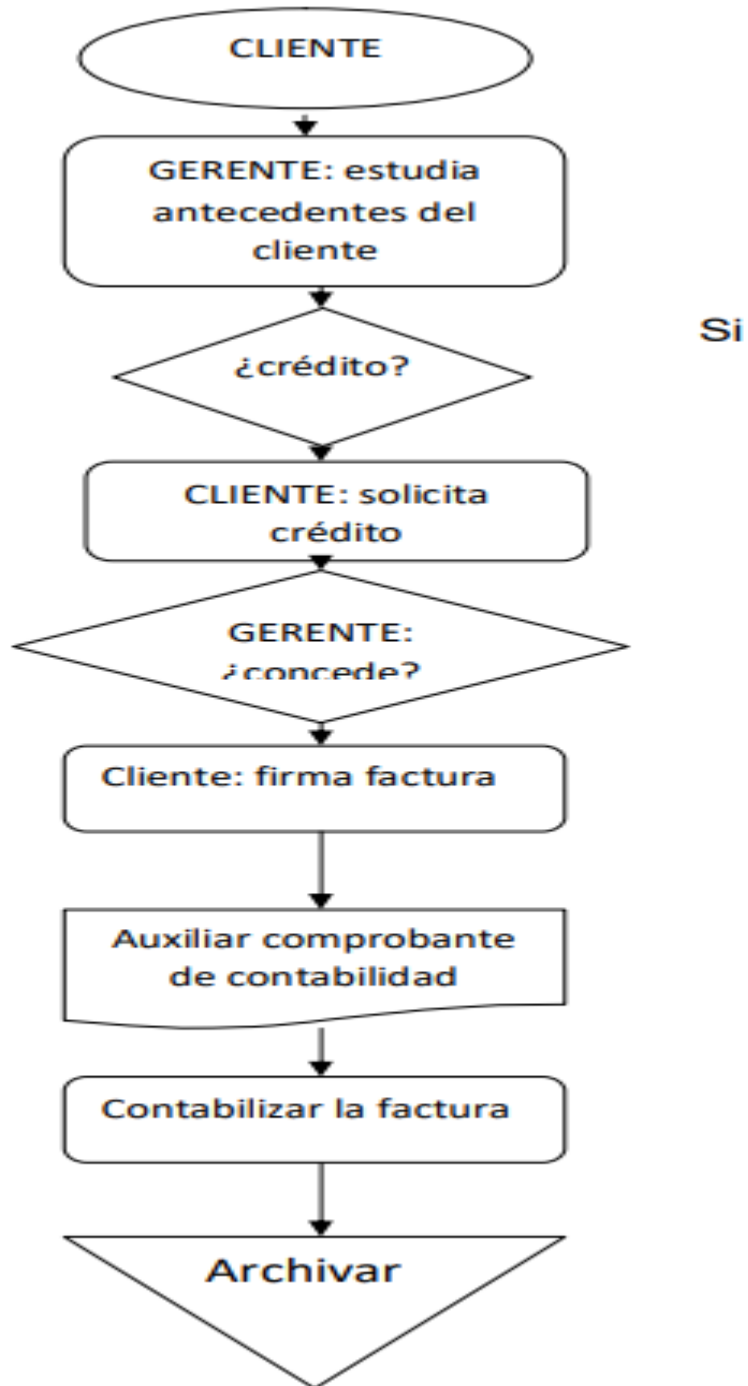 CLIENTE
GERENTE: estudia
antecedentes del
cliente
Si
¿crédito?
CLIENTE: solicita
crédito
GERENTE:
¿concede?
Cliente: firma factura
Auxiliar comprobante
de contabilidad
Contabilizar la factura
Archivar